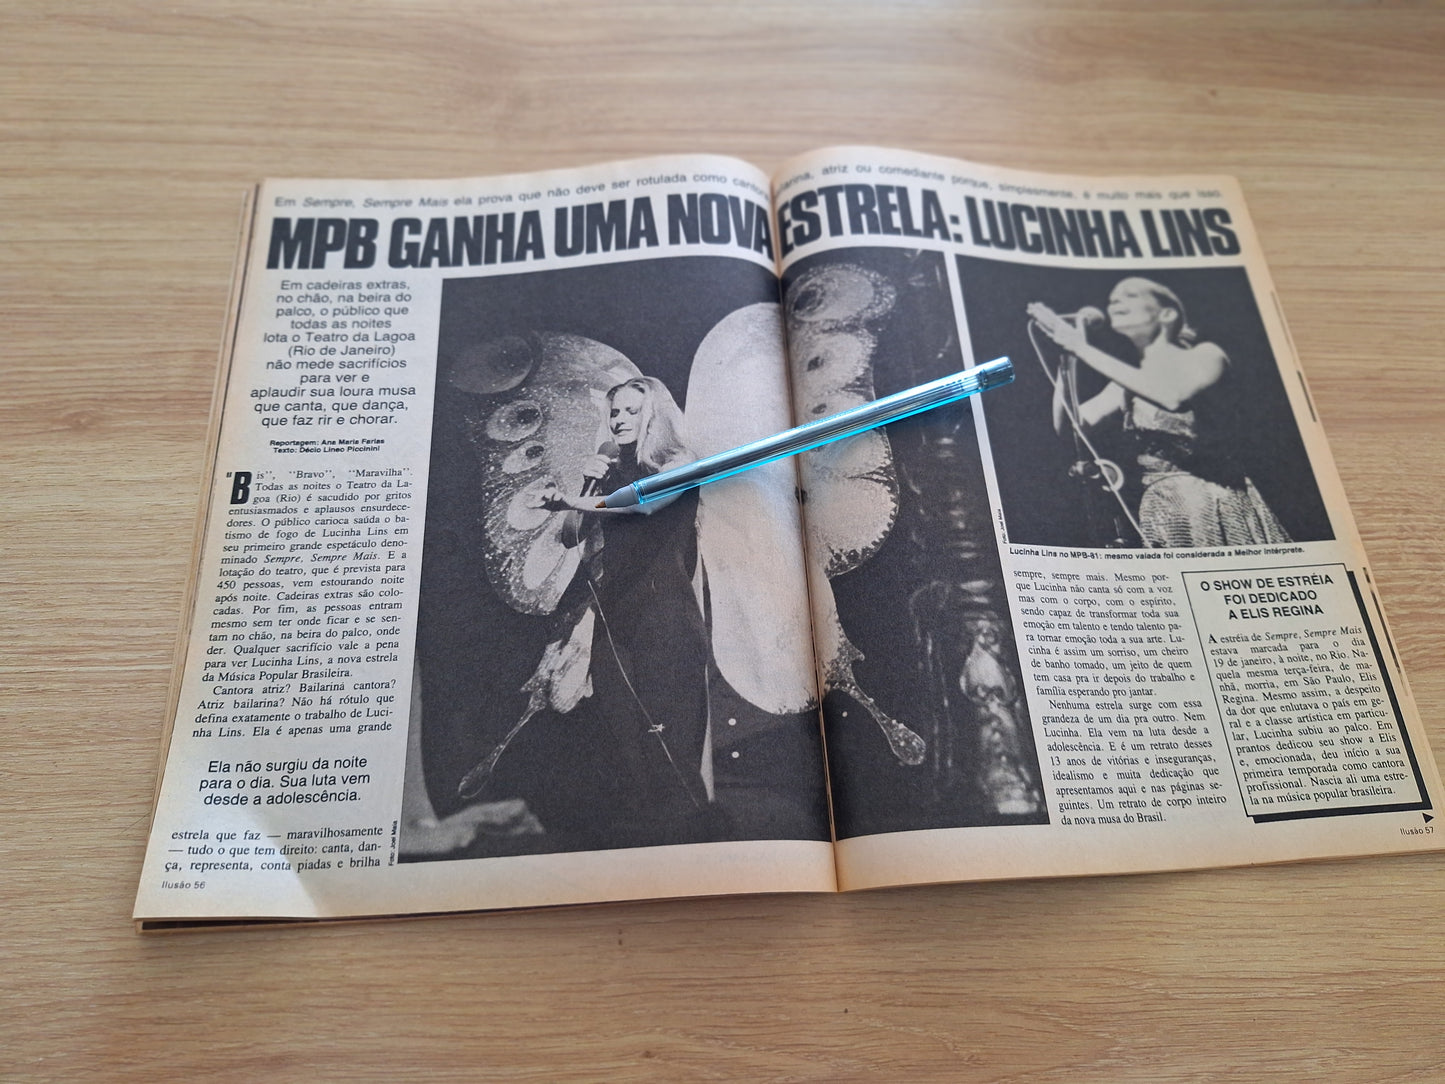 Em Sempre, Sempre Mais ela prova que não deve ser rotulada como cantora, atriz ou comediante porque, simplesmente, é muito mais que isso.
MPB GANHA UMA NOVA ESTRELA: LUCINHA LINS
Em cadeiras extras,
no chão, na beira do
palco, o público que
todas as noites
lota o Teatro da Lagoa
(Rio de Janeiro)
não mede sacrifícios
para ver e
aplaudir sua loura musa
que canta, que dança,
que faz rir e chorar.
Reportagem: Ana Maria Farias
Texto: Décio Lineo Piccinini
"Bis", "Bravo", "Maravilha".
Todas as noites o Teatro da La-
goa (Rio) é sacudido por gritos
entusiasmados e aplausos ensurdece-
dores. O público carioca saúda o ba-
tismo de fogo de Lucinha Lins em
seu primeiro grande espetáculo deno-
minado Sempre, Sempre Mais. E a
lotação do teatro, que é prevista para
450 pessoas, vem estourando noite
após noite. Cadeiras extras são colo-
cadas. Por fim, as pessoas entram
mesmo sem ter onde ficar e se sen-
tam no chão, na beira do palco, onde
der. Qualquer sacrifício vale a pena
para ver Lucinha Lins, a nova estrela
da Música Popular Brasileira.
Cantora atriz? Bailarina cantora?
Atriz bailarina? Não há rótulo que
defina exatamente o trabalho de Luci-
nha Lins. Ela é apenas uma grande
Ela não surgiu da noite
para o dia. Sua luta vem
desde a adolescência.
estrela que faz — maravilhosamente
— tudo o que tem direito: canta, dan-
ça, representa, conta piadas e brilha
Foto: Joel Maia
Ilusão 56
Foto: Joel Maia
Lucinha Lins no MPB-81: mesmo vaiada foi considerada a Melhor Intérprete.
sempre, sempre mais. Mesmo por-
que Lucinha não canta só com a voz
mas com o corpo, com o espírito,
sendo capaz de transformar toda sua
emoção em talento e tendo talento pa-
ra tornar emoção toda a sua arte. Lu-
cinha é assim um sorriso, um cheiro
de banho tomado, um jeito de quem
tem casa pra ir depois do trabalho e
família esperando pro jantar.
Nenhuma estrela surge com essa
grandeza de um dia pra outro. Nem
Lucinha. Ela vem na luta desde a
adolescência. E é um retrato desses
13 anos de vitórias e inseguranças,
idealismo e muita dedicação que
apresentamos aqui e nas páginas se-
guintes. Um retrato de corpo inteiro
da nova musa do Brasil.
O SHOW DE ESTRÉIA
FOI DEDICADO
A ELIS REGINA
A estréia de Sempre, Sempre Mais
estava marcada para o dia
19 de janeiro, à noite, no Rio. Na-
quela mesma terça-feira, de ma-
nhã, morria, em São Paulo, Elis
Regina. Mesmo assim, a despeito
da dor que enlutava o país em ge-
ral e a classe artística em particu-
lar, Lucinha subiu ao palco. Em
prantos dedicou seu show a Elis
e, emocionada, deu início a sua
primeira temporada como cantora
profissional. Nascia ali uma estre-
la na música popular brasileira.
Ilusão 57